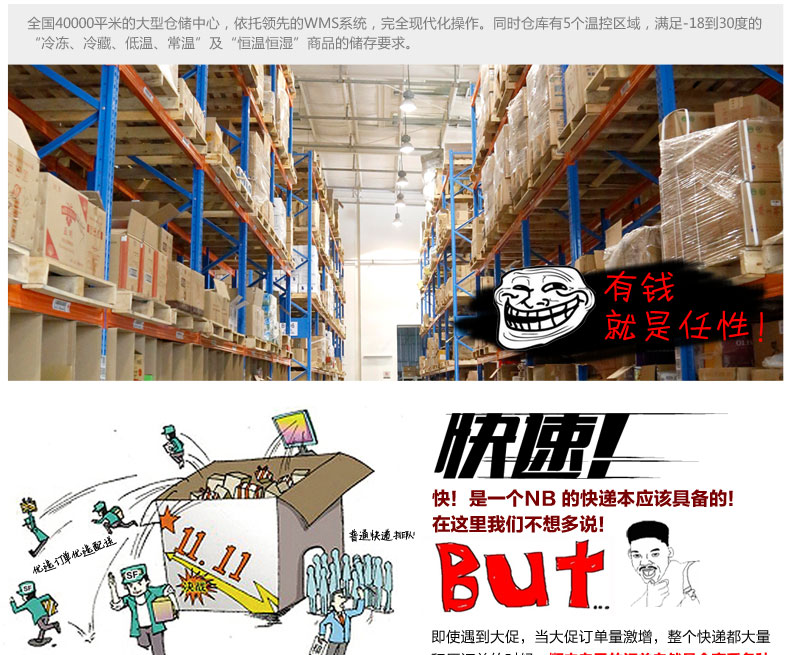 全国40000平米的大型仓储中心，依托领先的WMS系统，完全现代化操作。同时仓库有5个温控区域，满足-18到30度的
“冷冻、冷藏、低温、常温”及“恒温恒湿”商品的储存要求。
有钱
就是任性！
快速！
快！是一个NB 的快递本应该具备的！
在这里我们不想多说！
普通快递 排队!
11.11
优选订单优选配送
SF
SF
But...
即使遇到大促，当大促订单量激增，整个快递都大量